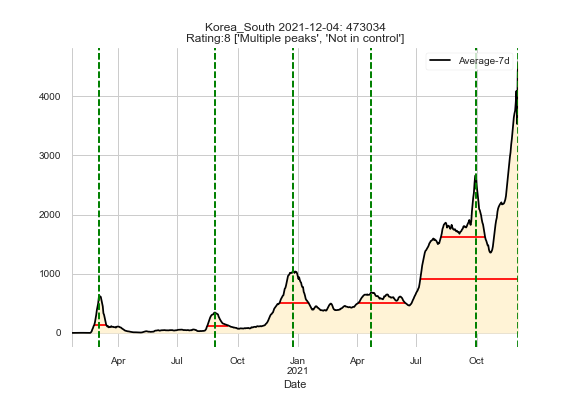 Korea_South 2021-12-04: 473034
Rating:8 ['Multiple peaks', 'Not in control']
Average-7d
4000
3000
2000
1000
0
Apr
Jul
Oct
Jan
2021
Apr
Jul
Oct
Date